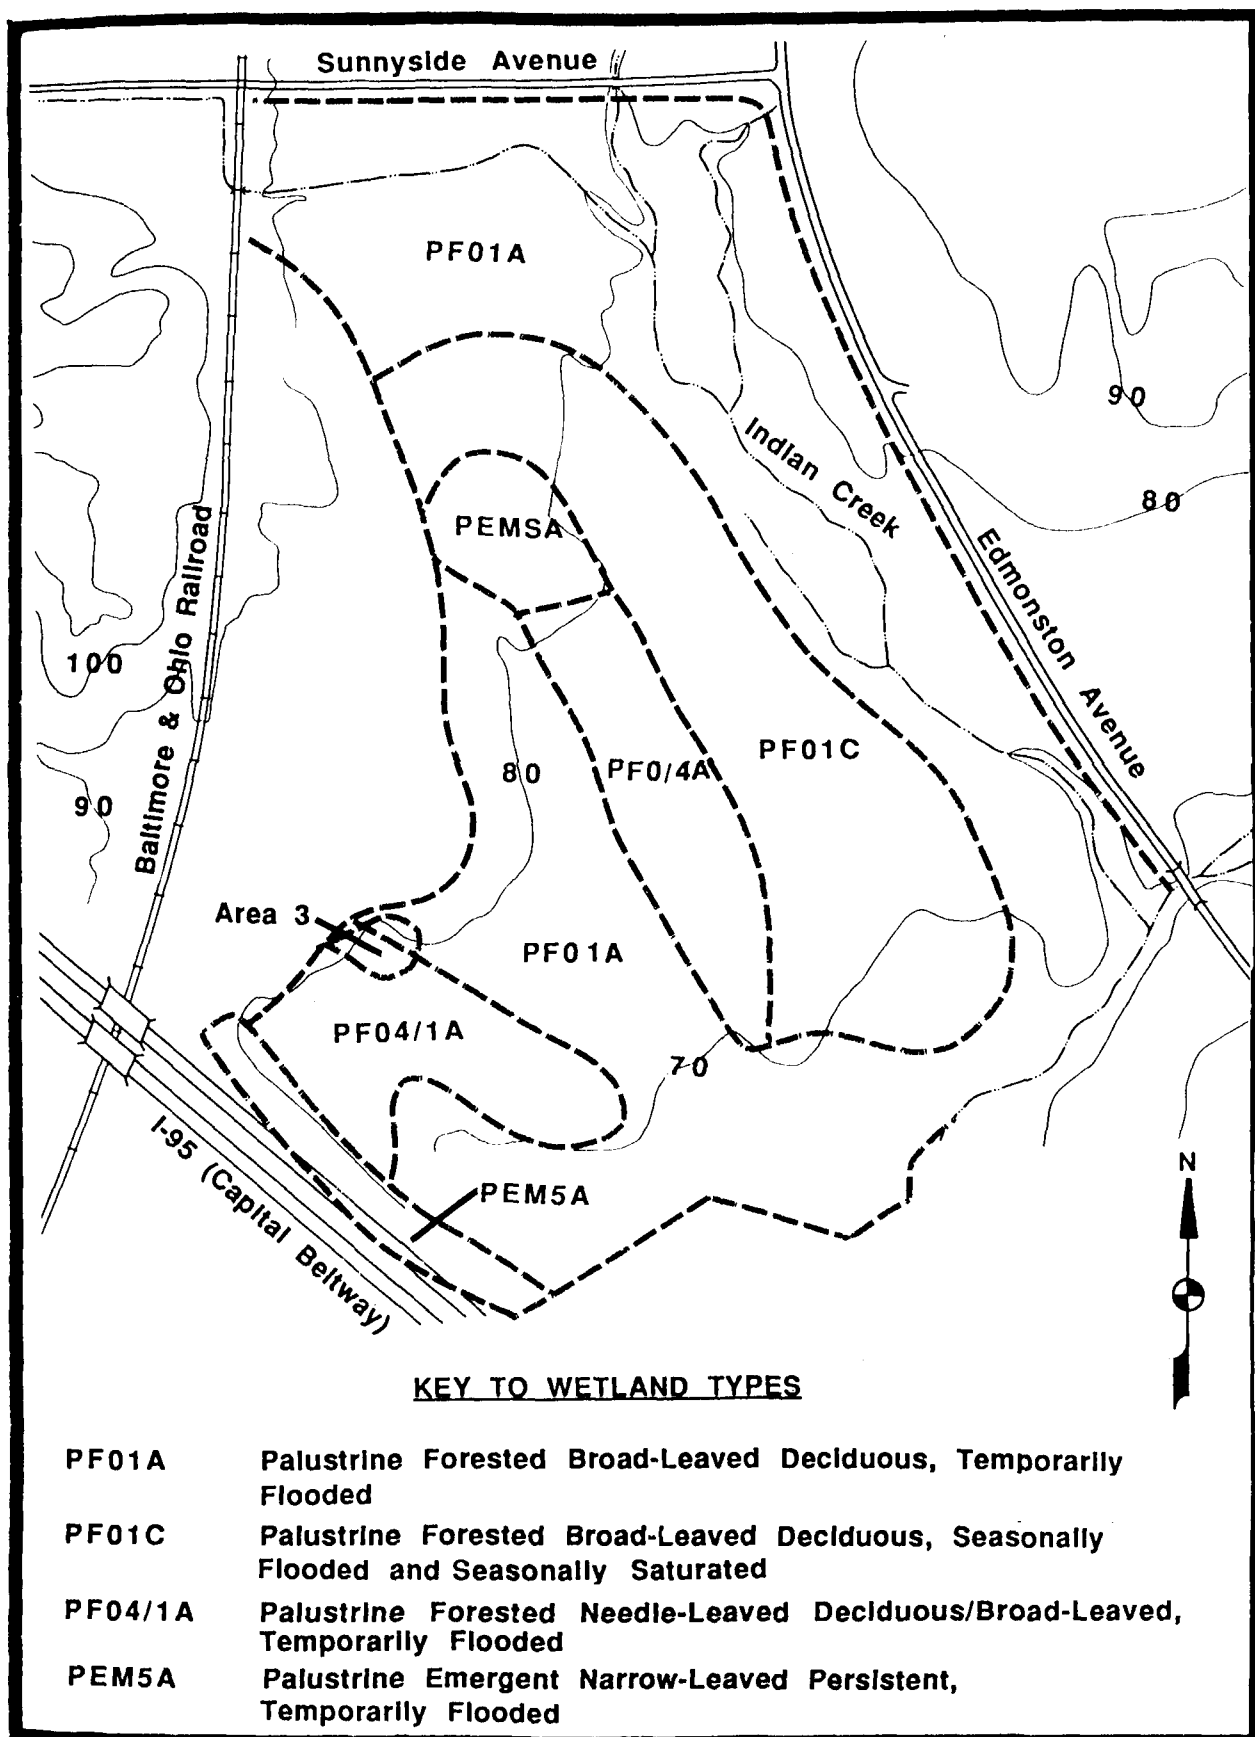 Sunnyside Avenue
PF01A
90
Indian Creek
80
PEMSA
Edmonston Avenue
Baltimore & Ohio Railroad
100
PF01C
80
PF0/4A
90
Area 3
PF01A
PF04/1A
70
I-95 (Capital Beltway)
PEM5A
N
KEY TO WETLAND TYPES
PF01A Palustrine Forested Broad-Leaved Deciduous, Temporarily
Flooded
PF01C Palustrine Forested Broad-Leaved Deciduous, Seasonally
Flooded and Seasonally Saturated
PF04/1A Palustrine Forested Needle-Leaved Deciduous/Broad-Leaved,
Temporarily Flooded
PEM5A Palustrine Emergent Narrow-Leaved Persistent,
Temporarily Flooded